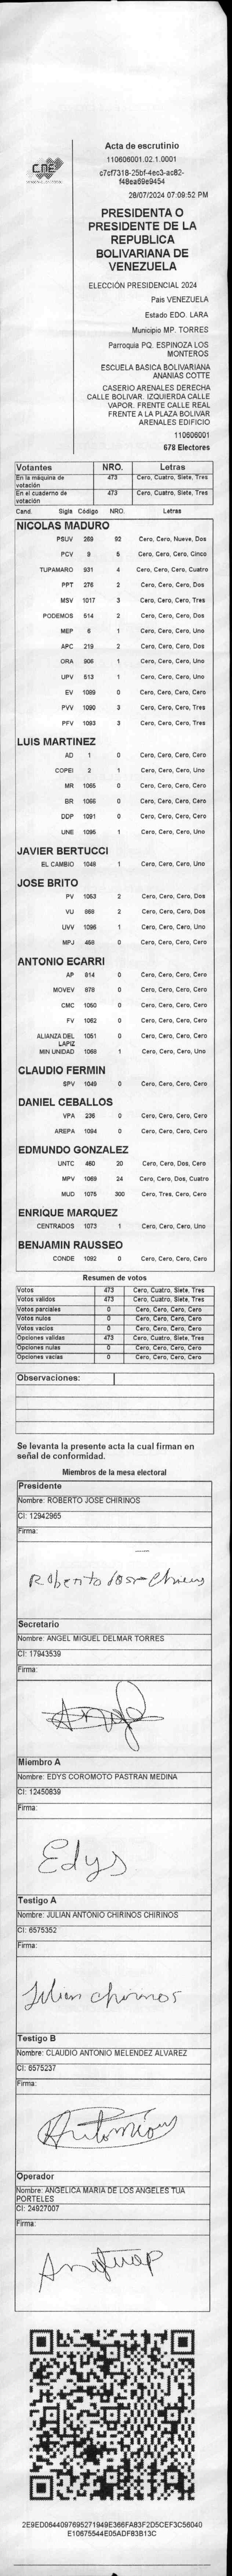 CNE
Acta de escrutinio
110606001.02.1.0001
c7cf7318-25bf-4ec3-ac82-
f48ea69e9454
28/07/2024 07:09:52 PM
PRESIDENTA O
PRESIDENTE DE LA
REPUBLICA
BOLIVARIANA DE
VENEZUELA
ELECCIÓN PRESIDENCIAL 2024
Pais VENEZUELA
Estado EDO. LARA
Municipio MP. TORRES
Parroquia PQ. ESPINOZA LOS
MONTEROS
ESCUELA BASICA BOLIVARIANA
ANANIAS COTTE
CASERIO ARENALES DERECHA
CALLE BOLIVAR. IZQUIERDA CALLE
VAPOR. FRENTE CALLE REAL
FRENTE A LA PLAZA BOLIVAR
ARENALES EDIFICIO
110606001
678 Electores
Votantes NRO. Letras
En la máquina de votación 473 Cero, Cuatro, Siete, Tres
En el cuaderno de votación 473 Cero, Cuatro, Siete, Tres
Cand. Sigla Código NRO. Letras
NICOLAS MADURO
PSUV 269 92 Cero, Cero, Nueve, Dos
PCV 9 5 Cero, Cero, Cero, Cinco
TUPAMARO 931 4 Cero, Cero, Cero, Cuatro
PPT 276 2 Cero, Cero, Cero, Dos
MSV 1017 3 Cero, Cero, Cero, Tres
PODEMOS 514 2 Cero, Cero, Cero, Dos
MEP 6 1 Cero, Cero, Cero, Uno
APC 219 2 Cero, Cero, Cero, Dos
ORA 906 1 Cero, Cero, Cero, Uno
UPV 513 1 Cero, Cero, Cero, Uno
EV 1089 0 Cero, Cero, Cero, Cero
PVV 1090 3 Cero, Cero, Cero, Tres
PFV 1093 3 Cero, Cero, Cero, Tres
LUIS MARTINEZ
AD 1 0 Cero, Cero, Cero, Cero
COPEI 2 1 Cero, Cero, Cero, Uno
MR 1065 0 Cero, Cero, Cero, Cero
BR 1066 0 Cero, Cero, Cero, Cero
DDP 1091 0 Cero, Cero, Cero, Cero
UNE 1095 1 Cero, Cero, Cero, Uno
JAVIER BERTUCCI
EL CAMBIO 1048 1 Cero, Cero, Cero, Uno
JOSE BRITO
PV 1053 2 Cero, Cero, Cero, Dos
VU 868 2 Cero, Cero, Cero, Dos
UVV 1096 1 Cero, Cero, Cero, Uno
MPJ 458 0 Cero, Cero, Cero, Cero
ANTONIO ECARRI
AP 814 0 Cero, Cero, Cero, Cero
MOVEV 878 0 Cero, Cero, Cero, Cero
CMC 1050 0 Cero, Cero, Cero, Cero
FV 1062 0 Cero, Cero, Cero, Cero
ALIANZA DEL LAPIZ 1051 0 Cero, Cero, Cero, Cero
MIN UNIDAD 1068 1 Cero, Cero, Cero, Uno
CLAUDIO FERMIN
SPV 1049 0 Cero, Cero, Cero, Cero
DANIEL CEBALLOS
VPA 236 0 Cero, Cero, Cero, Cero
AREPA 1094 0 Cero, Cero, Cero, Cero
EDMUNDO GONZALEZ
UNTC 460 20 Cero, Cero, Dos, Cero
MPV 1069 24 Cero, Cero, Dos, Cuatro
MUD 1075 300 Cero, Tres, Cero, Cero
ENRIQUE MARQUEZ
CENTRADOS 1073 1 Cero, Cero, Cero, Uno
BENJAMIN RAUSSEO
CONDE 1092 0 Cero, Cero, Cero, Cero
Resumen de votos
Votos 473 Cero, Cuatro, Siete, Tres
Votos validos 473 Cero, Cuatro, Siete, Tres
Votos parciales 0 Cero, Cero, Cero, Cero
Votos nulos 0 Cero, Cero, Cero, Cero
Votos vacios 0 Cero, Cero, Cero, Cero
Opciones validas 473 Cero, Cuatro, Siete, Tres
Opciones nulas 0 Cero, Cero, Cero, Cero
Opciones vacias 0 Cero, Cero, Cero, Cero
Observaciones:
Se levanta la presente acta la cual firman en
señal de conformidad.
Miembros de la mesa electoral
Presidente
Nombre: ROBERTO JOSE CHIRINOS
CI: 12942965
Firma:
Roberto Jose Chirinos
Secretario
Nombre: ANGEL MIGUEL DELMAR TORRES
CI: 17943539
Firma:
Miembro A
Nombre: EDYS COROMOTO PASTRAN MEDINA
CI: 12450839
Firma:
Edys
Testigo A
Nombre: JULIAN ANTONIO CHIRINOS CHIRINOS
CI: 6575352
Firma:
Julian chirinos
Testigo B
Nombre: CLAUDIO ANTONIO MELENDEZ ALVAREZ
CI: 6575237
Firma:
Operador
Nombre: ANGELICA MARIA DE LOS ANGELES TUA
PORTELES
CI: 24927007
Firma:
2E9ED0644097695271949E366FA83F2D5CEF3C56040
E10675544E05ADF83B13C